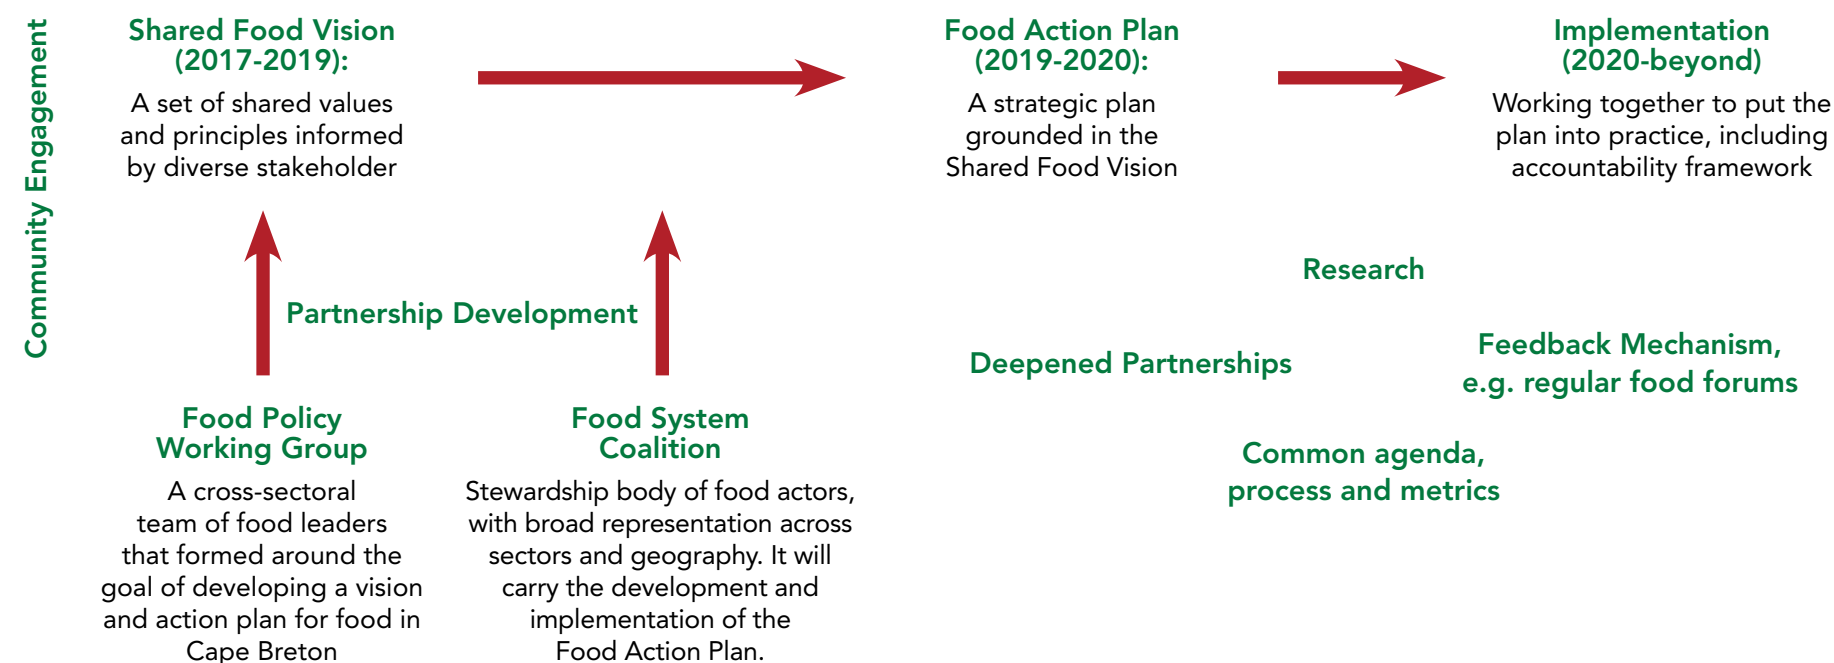 Community Engagement
Shared Food Vision
(2017-2019):
A set of shared values
and principles informed
by diverse stakeholder
Food Action Plan
(2019-2020):
A strategic plan
grounded in the
Shared Food Vision
Implementation
(2020-beyond)
Working together to put the
plan into practice, including
accountability framework
Partnership Development
Research
Deepened Partnerships
Feedback Mechanism,
e.g. regular food forums
Common agenda,
process and metrics
Food Policy
Working Group
A cross-sectoral
team of food leaders
that formed around the
goal of developing a vision
and action plan for food in
Cape Breton
Food System
Coalition
Stewardship body of food actors,
with broad representation across
sectors and geography. It will
carry the development and
implementation of the
Food Action Plan.